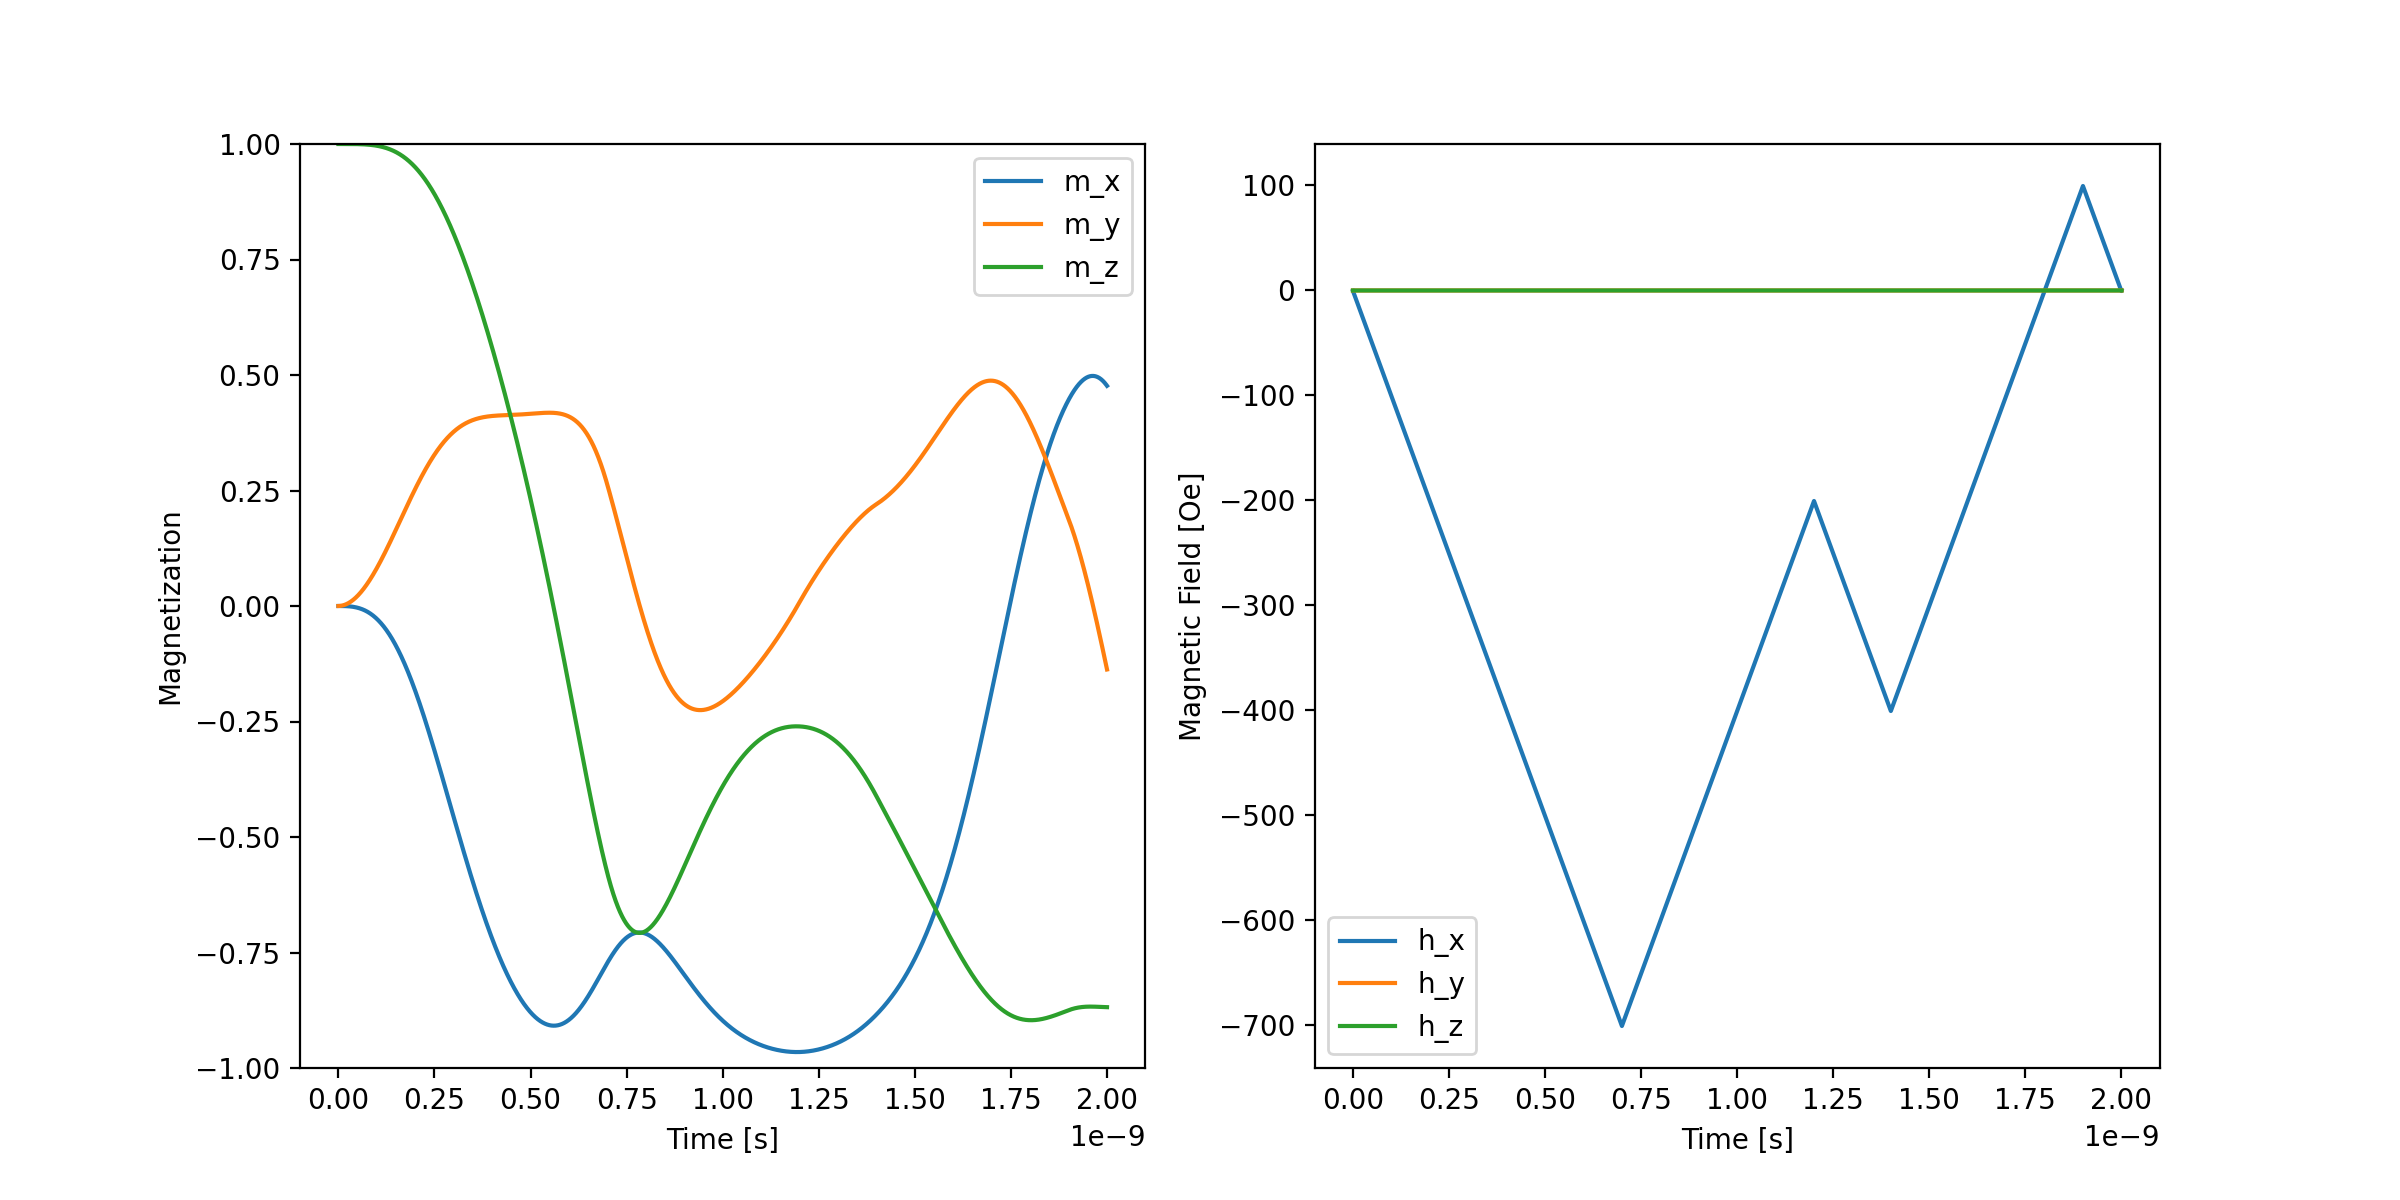 1.00
0.75
0.50
0.25
0.00
−0.25
−0.50
−0.75
−1.00
Magnetization
m_x
m_y
m_z
0.00 0.25 0.50 0.75 1.00 1.25 1.50 1.75 2.00
Time [s]
1e−9
100
0
−100
−200
−300
−400
−500
−600
−700
Magnetic Field [Oe]
h_x
h_y
h_z
0.00 0.25 0.50 0.75 1.00 1.25 1.50 1.75 2.00
Time [s]
1e−9